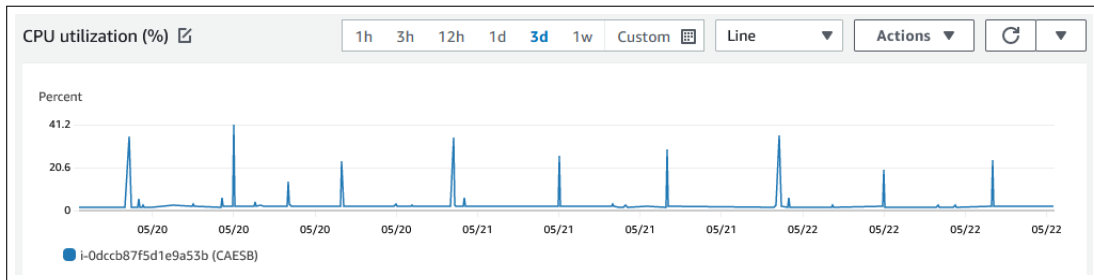 CPU utilization (%)
1h 3h 12h 1d 3d 1w Custom Line Actions
Percent
41.2
20.6
0
05/20 05/20 05/20 05/20 05/21 05/21 05/21 05/21 05/22 05/22 05/22 05/22
i-0dccb87f5d1e9a53b (CAESB)